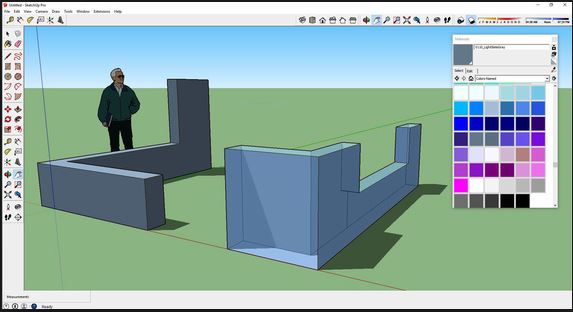 Untitled - SketchUp Pro
File Edit View Camera Draw Tools Window Extensions Help
Materials
0135_LightSlateGray
Select Edit
Colors-Named
Measurements
Ready